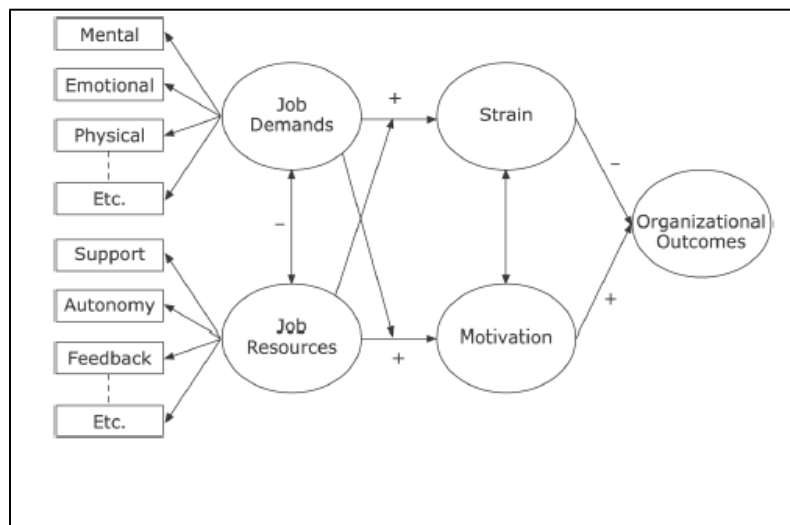 Mental
Emotional
Physical
Etc.
Support
Autonomy
Feedback
Etc.
Job
Demands
Job
Resources
+
−
+
Strain
Motivation
−
+
Organizational
Outcomes